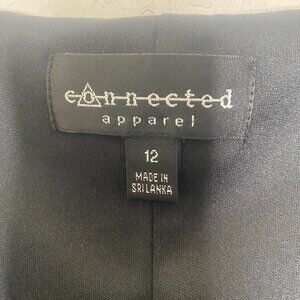 connected
apparel
12
MADE IN
SRI LANKA